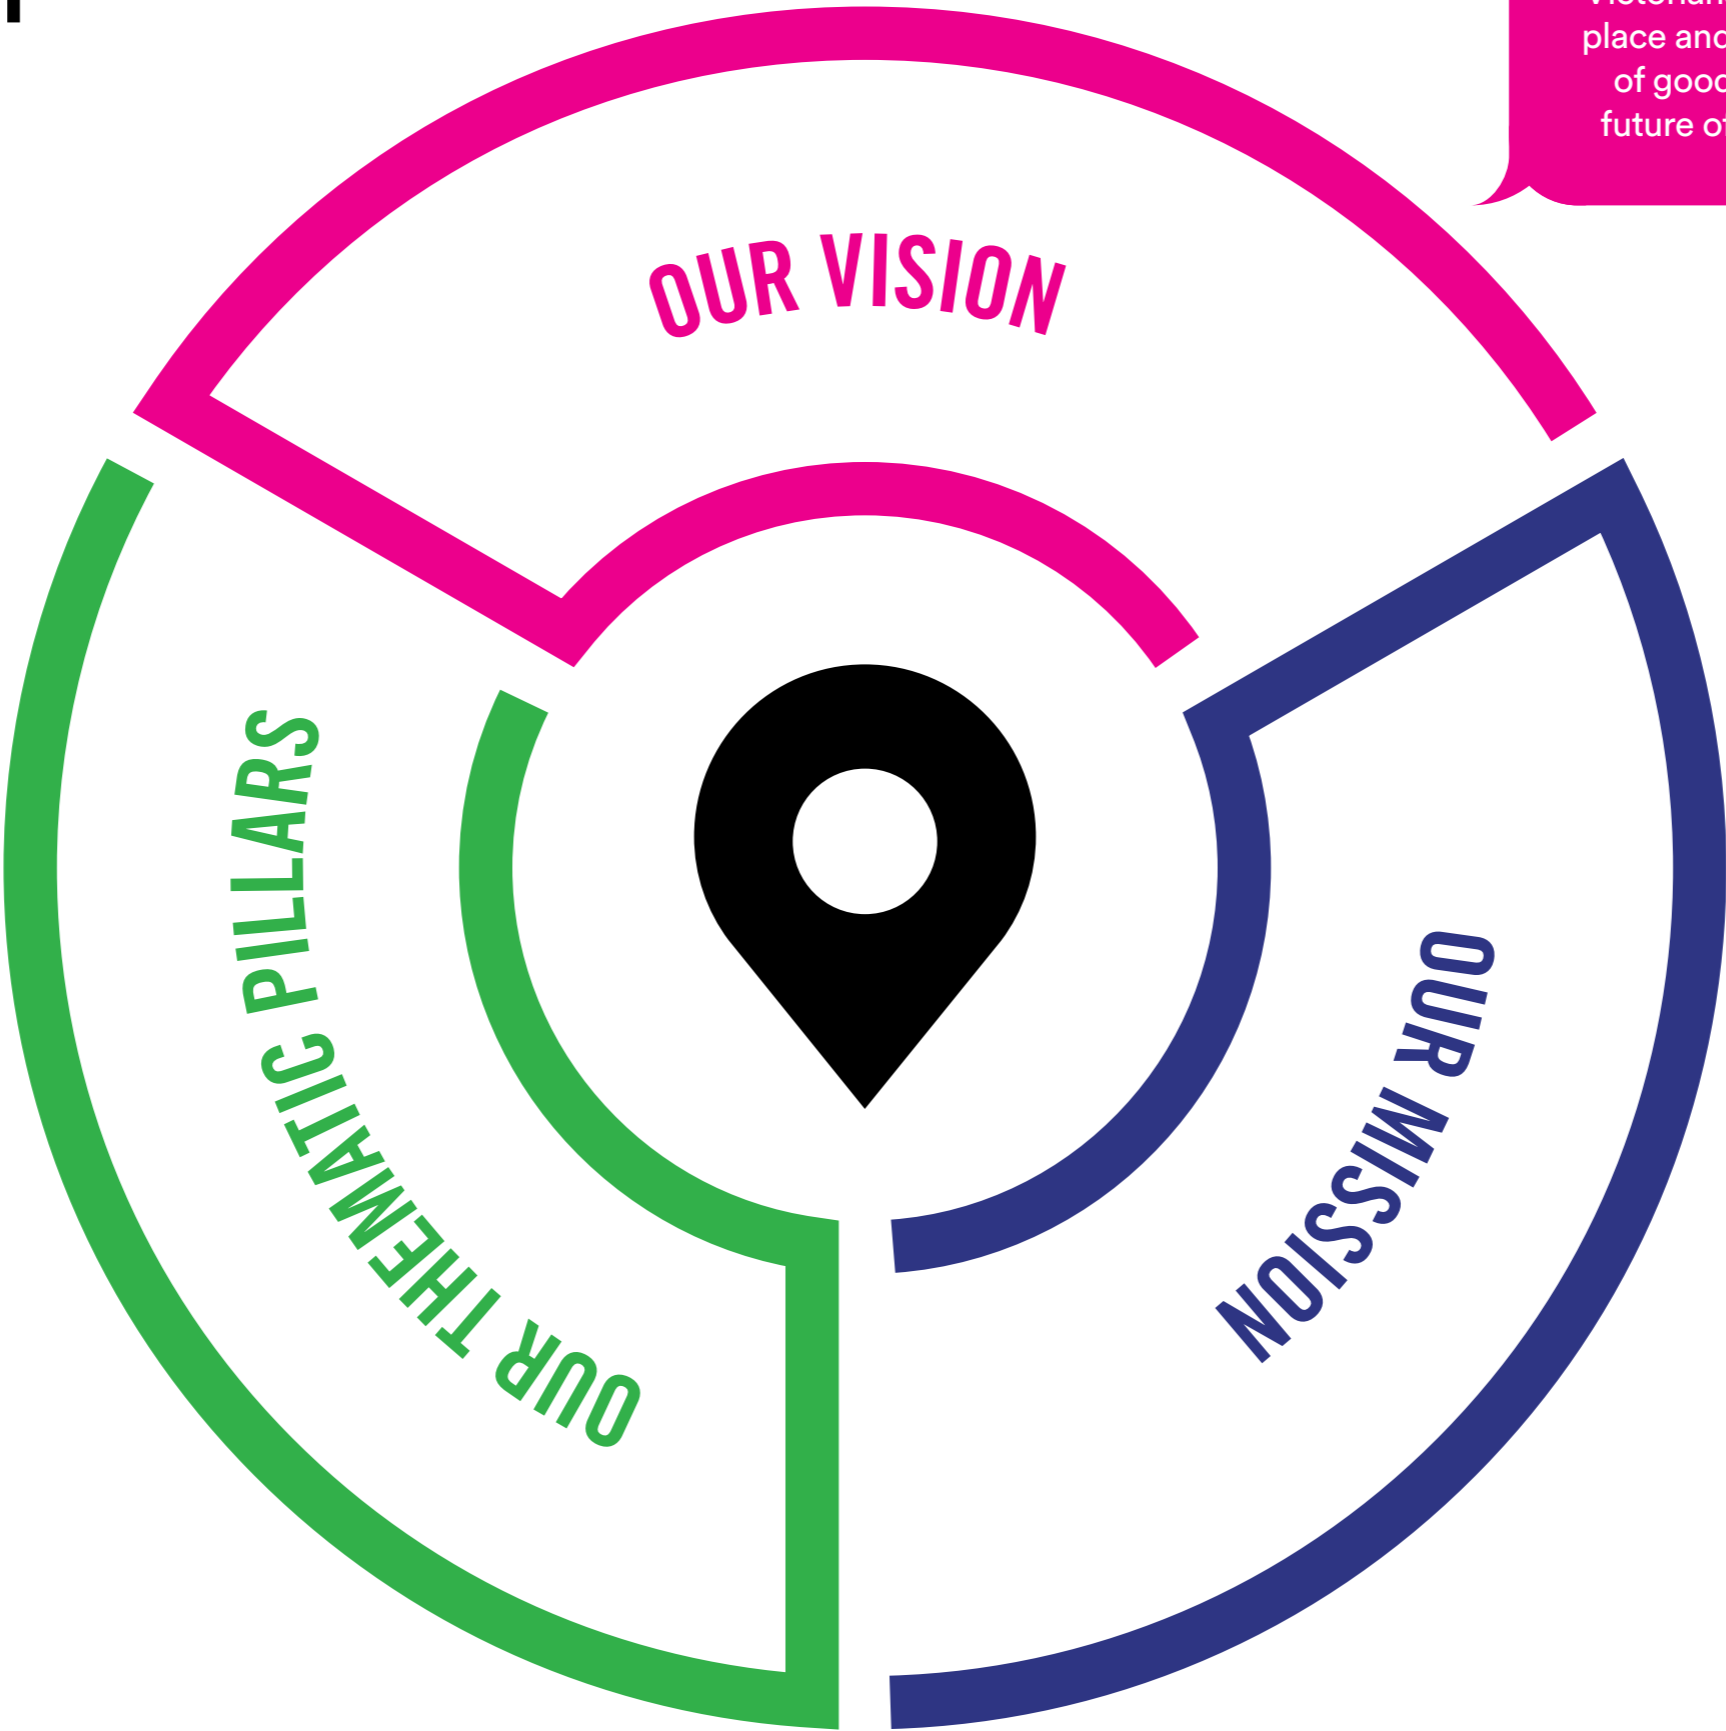 place and
of good
future of
OUR VISION
OUR MISSION
OUR THEMATIC PILLARS